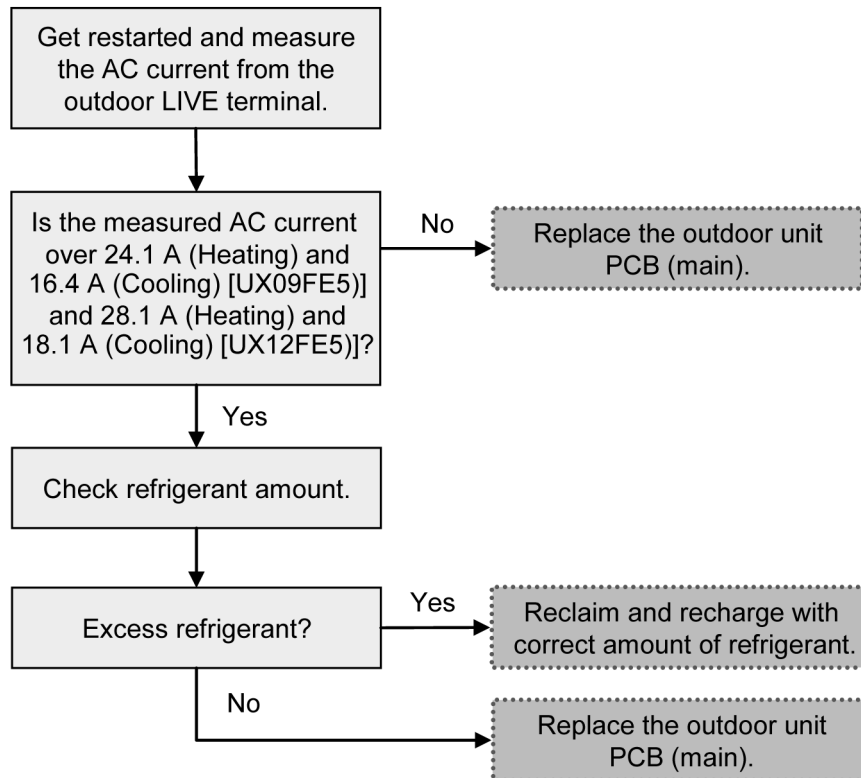 Get restarted and measure
the AC current from the
outdoor LIVE terminal.
Is the measured AC current
over 24.1 A (Heating) and
16.4 A (Cooling) [UX09FE5)]
and 28.1 A (Heating) and
18.1 A (Cooling) [UX12FE5)]?
No
Replace the outdoor unit
PCB (main).
Yes
Check refrigerant amount.
Excess refrigerant?
Yes
Reclaim and recharge with
correct amount of refrigerant.
No
Replace the outdoor unit
PCB (main).